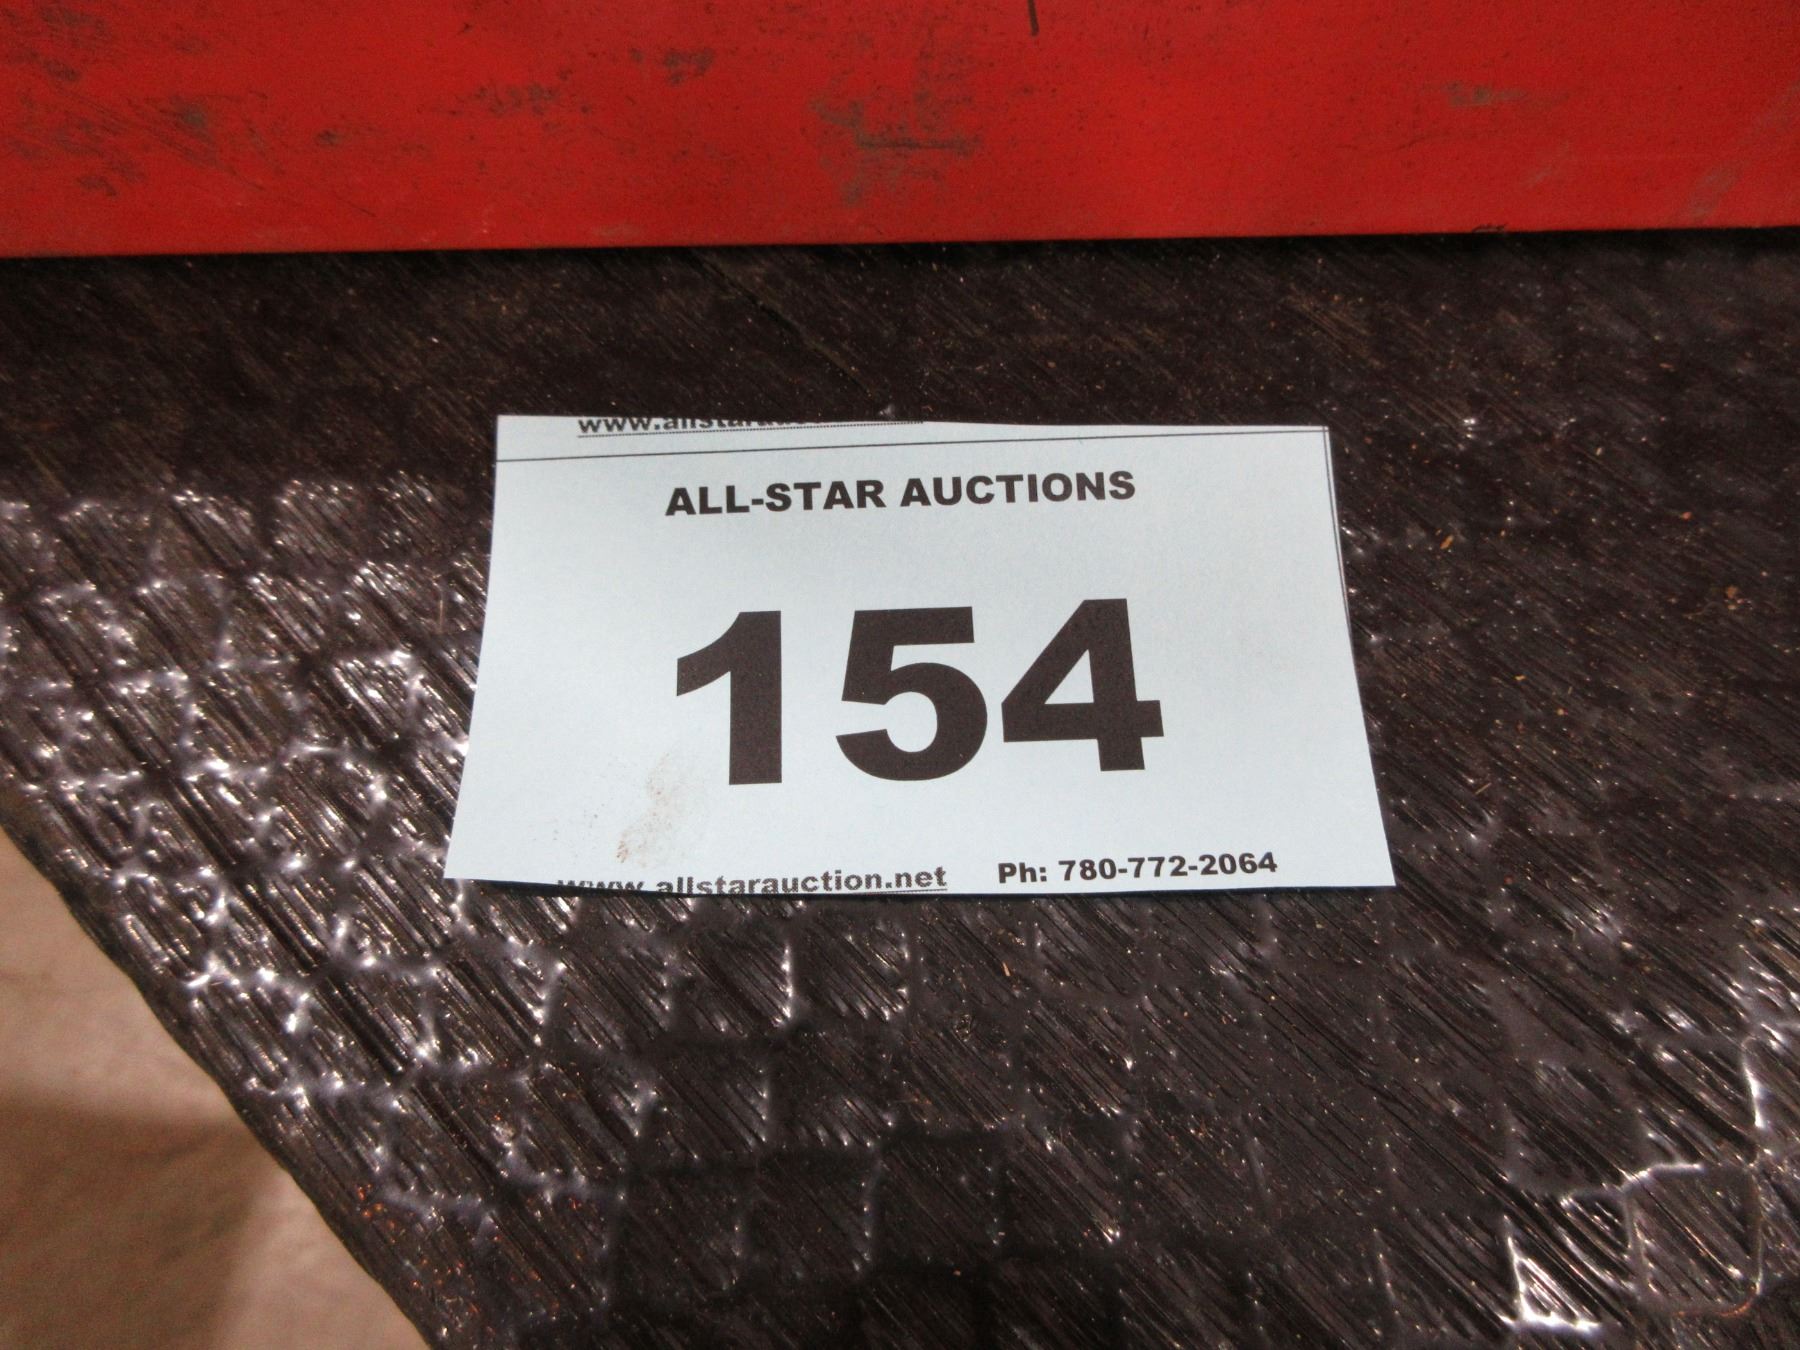 ALL-STAR AUCTIONS
154
www.allstarauction.net Ph: 780-772-2064